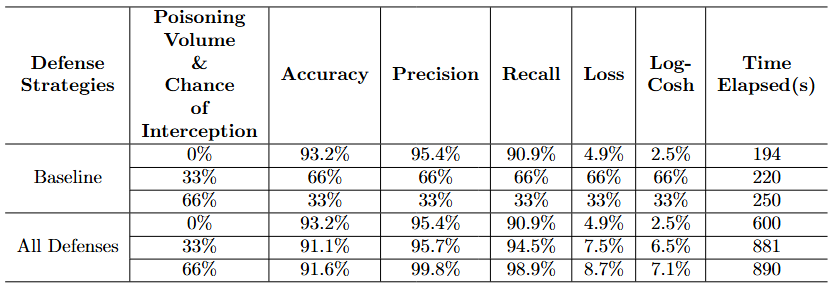 Defense Strategies | Poisoning Volume & Chance of Interception | Accuracy | Precision | Recall | Loss | Log-Cosh | Time Elapsed(s)
Baseline | 0% | 93.2% | 95.4% | 90.9% | 4.9% | 2.5% | 194
33% | 66% | 66% | 66% | 66% | 66% | 220
66% | 33% | 33% | 33% | 33% | 33% | 250
All Defenses | 0% | 93.2% | 95.4% | 90.9% | 4.9% | 2.5% | 600
33% | 91.1% | 95.7% | 94.5% | 7.5% | 6.5% | 881
66% | 91.6% | 99.8% | 98.9% | 8.7% | 7.1% | 890